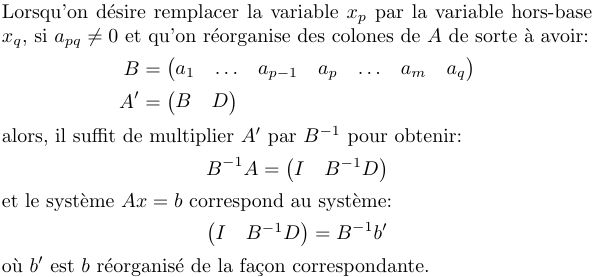 Lorsqu'on désire remplacer la variable $x_p$ par la variable hors-base
$x_q$, si $a_{pq} \neq 0$ et qu'on réorganise des colones de $A$ de sorte à avoir:
$B = \begin{pmatrix} a_1 & \dots & a_{p-1} & a_p & \dots & a_m & a_q \end{pmatrix}$
$A' = \begin{pmatrix} B & D \end{pmatrix}$
alors, il suffit de multiplier $A'$ par $B^{-1}$ pour obtenir:
$B^{-1}A = \begin{pmatrix} I & B^{-1}D \end{pmatrix}$
et le système $Ax = b$ correspond au système:
$\begin{pmatrix} I & B^{-1}D \end{pmatrix} = B^{-1}b'$
où $b'$ est $b$ réorganisé de la façon correspondante.